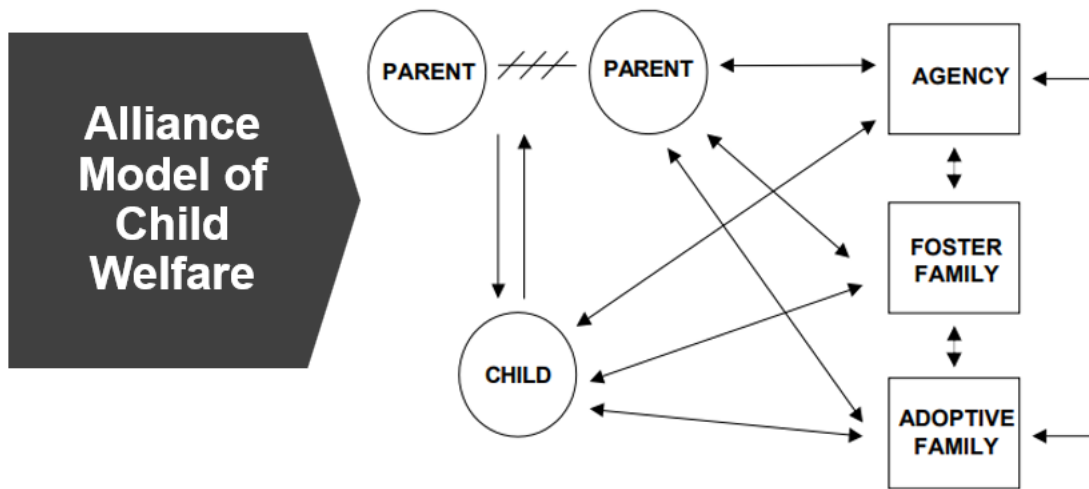 Alliance
Model of
Child
Welfare
PARENT
PARENT
AGENCY
FOSTER
FAMILY
CHILD
ADOPTIVE
FAMILY